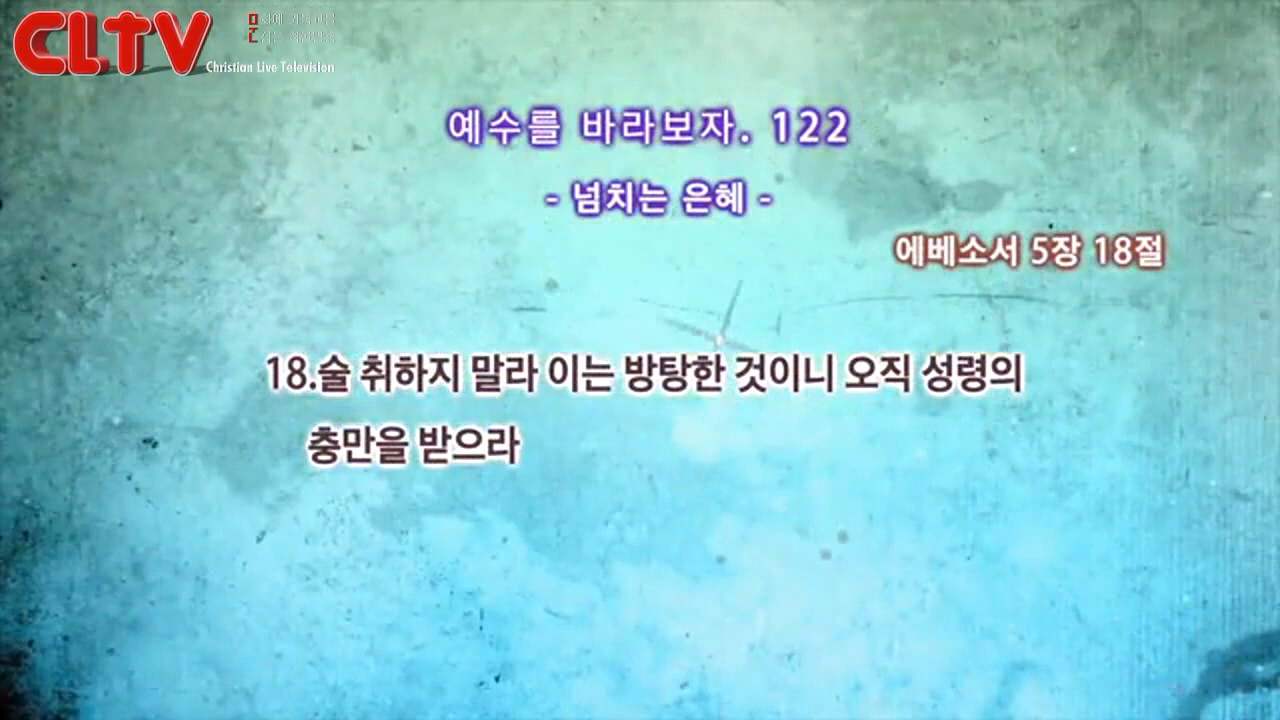 CLTV
Christian Live Television
예수를 바라보자. 122
- 넘치는 은혜 -
에베소서 5장 18절
18.술 취하지 말라 이는 방탕한 것이니 오직 성령의
충만을 받으라